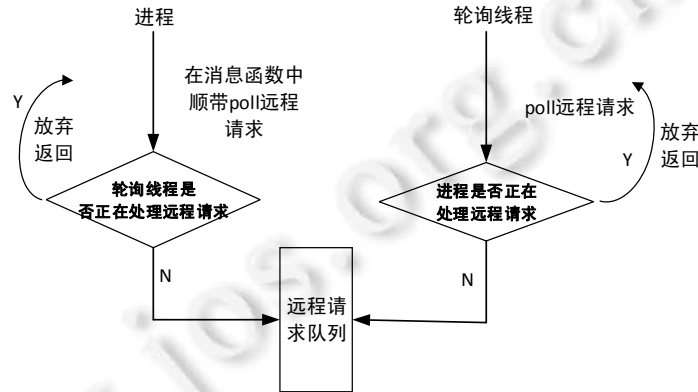 进程
轮询线程
在消息函数中
顺带poll远程
请求
poll远程请求
Y
放弃
返回
放弃
返回
Y
轮询线程是
否正在处理远程请求
进程是否正在
处理远程请求
N
N
远程请
求队列
jos.org.cn